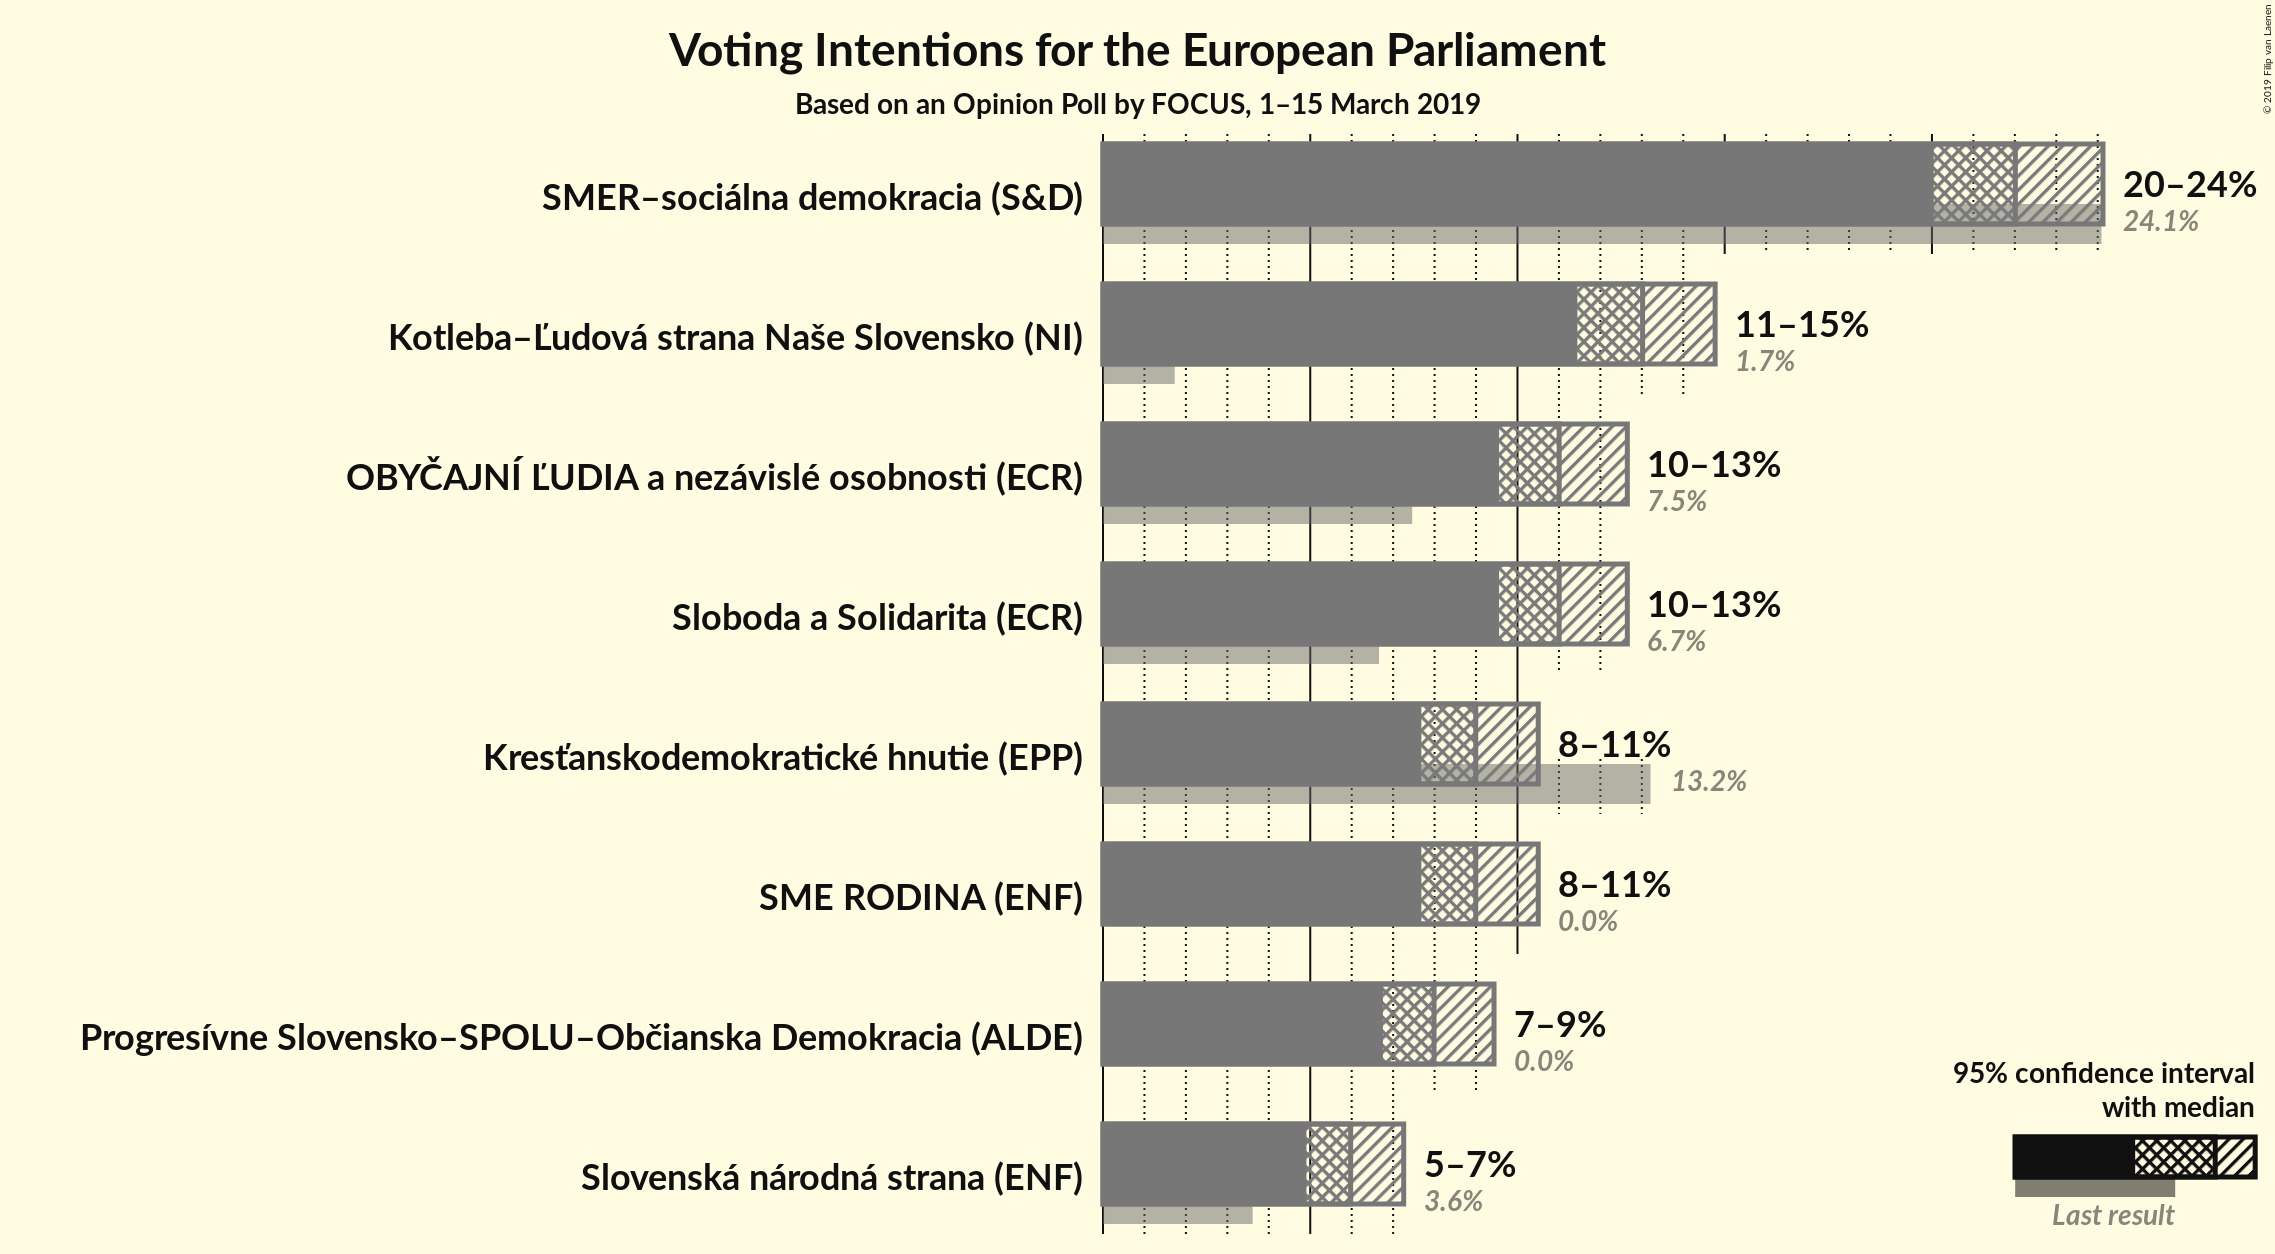 Voting Intentions for the European Parliament
Based on an Opinion Poll by FOCUS, 1–15 March 2019
© 2019 Filip van Laenen
SMER–sociálna demokracia (S&D)
20–24%
24.1%
Kotleba–Ľudová strana Naše Slovensko (NI)
11–15%
1.7%
OBYČAJNÍ ĽUDIA a nezávislé osobnosti (ECR)
10–13%
7.5%
Sloboda a Solidarita (ECR)
10–13%
6.7%
Kresťanskodemokratické hnutie (EPP)
8–11%
13.2%
SME RODINA (ENF)
8–11%
0.0%
Progresívne Slovensko–SPOLU–Občianska Demokracia (ALDE)
7–9%
0.0%
Slovenská národná strana (ENF)
5–7%
3.6%
95% confidence interval
with median
Last result